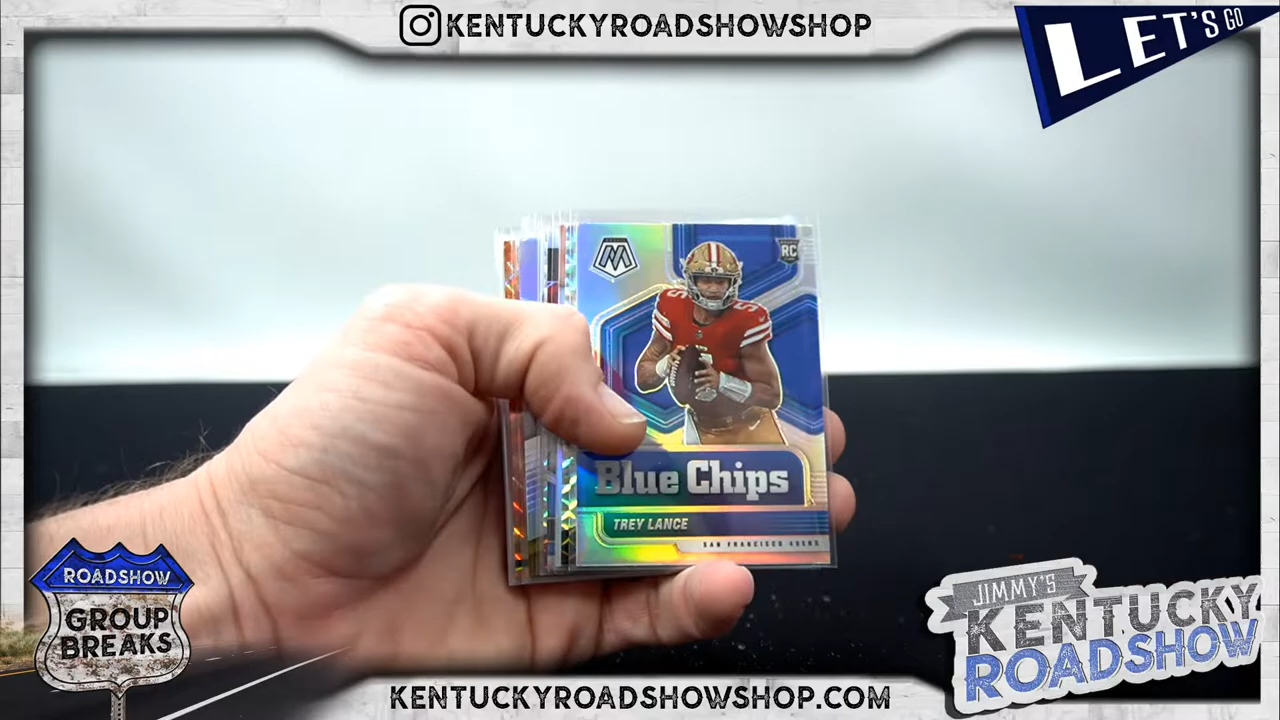 KENTUCKYROADSHOWSHOP
LET'S GO
RC
5
Blue Chips
TREY LANCE
SAN FRANCISCO 49ERS
ROADSHOW
GROUP
BREAKS
JIMMY'S
KENTUCKY
ROADSHOW
KENTUCKYROADSHOWSHOP.COM